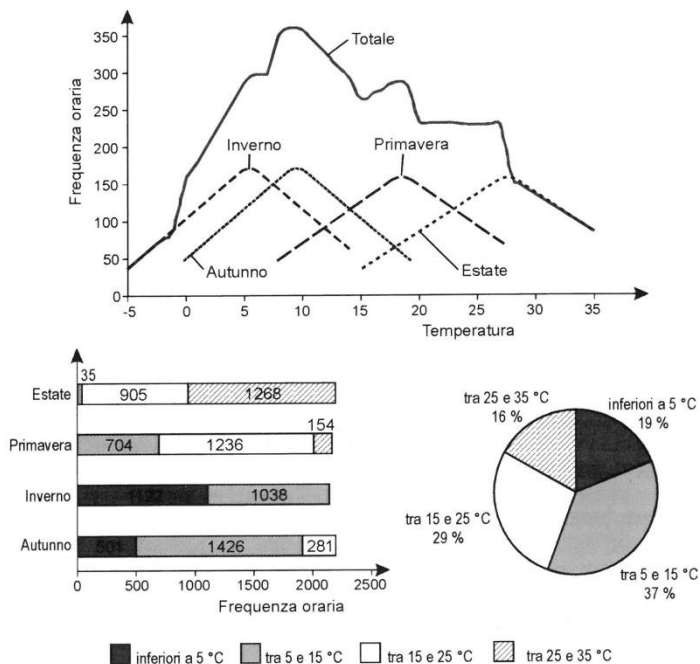 Frequenza oraria
350
300
250
200
150
100
50
0
Totale
Inverno
Primavera
Autunno
Estate
-5 0 5 10 15 20 25 30 35
Temperatura
Estate
35
905 1268
Primavera
704 1236 154
Inverno
1127 1038
Autunno
501 1426 281
0 500 1000 1500 2000 2500
Frequenza oraria
tra 25 e 35 °C
16 %
inferiori a 5 °C
19 %
tra 15 e 25 °C
29 %
tra 5 e 15 °C
37 %
inferiori a 5 °C tra 5 e 15 °C tra 15 e 25 °C tra 25 e 35 °C